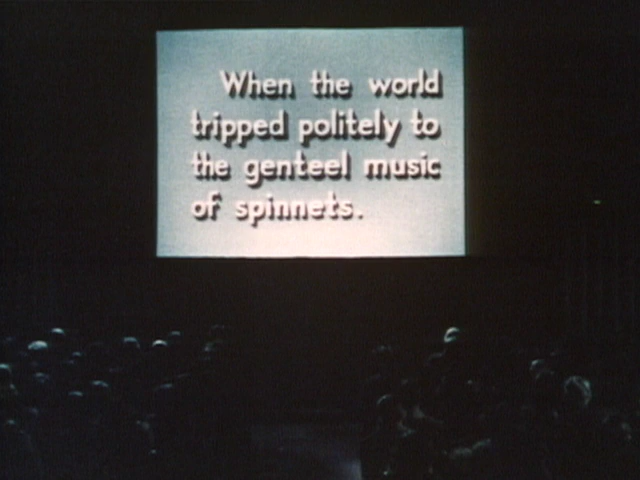 When the world
tripped politely to
the genteel music
of spinnets.